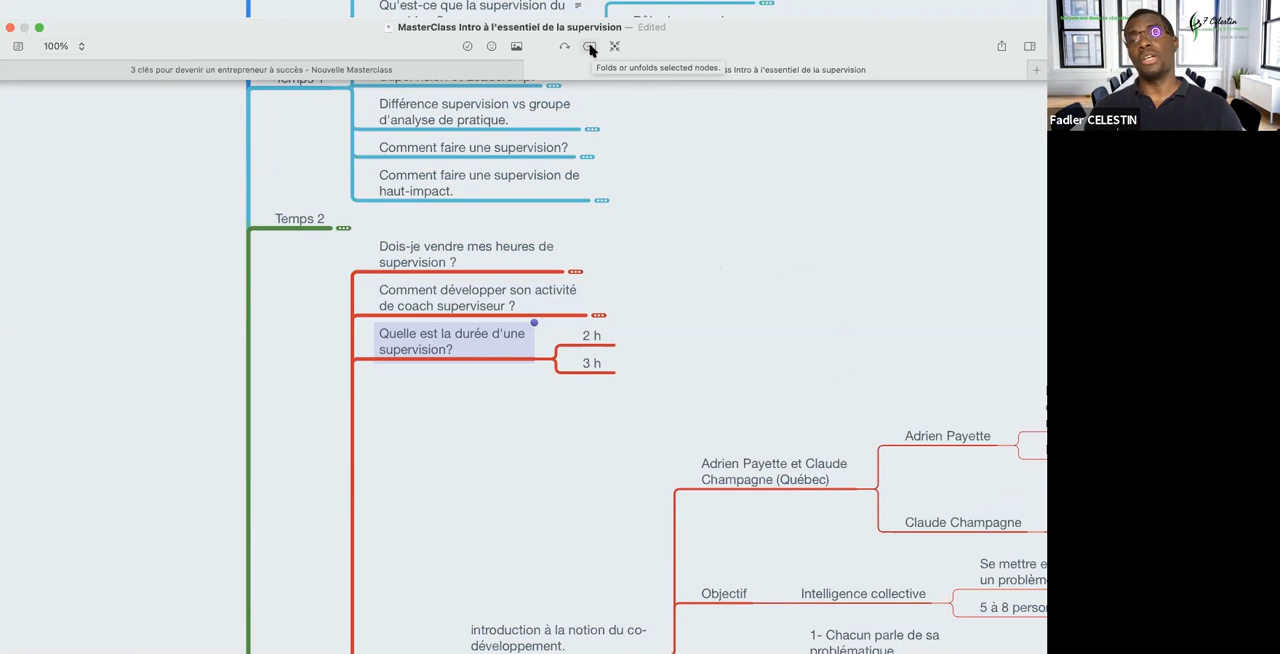 Qu'est-ce que la supervision du
MasterClass Intro à l'essentiel de la supervision — Edited
100%
Folds or unfolds selected nodes.
3 clés pour devenir un entrepreneur à succès - Nouvelle Masterclass
ss Intro à l'essentiel de la supervision
Temps 1
Différence supervision vs groupe
d'analyse de pratique.
Comment faire une supervision?
Comment faire une supervision de
haut-impact.
Temps 2
Dois-je vendre mes heures de
supervision ?
Comment développer son activité
de coach superviseur ?
Quelle est la durée d'une
supervision?
2 h
3 h
Adrien Payette et Claude
Champagne (Québec)
Adrien Payette
Claude Champagne
Objectif
Intelligence collective
Se mettre e
un problèm
5 à 8 person
introduction à la notion du co-
développement.
1- Chacun parle de sa
problématique
7 Celestin
Fadler CELESTIN